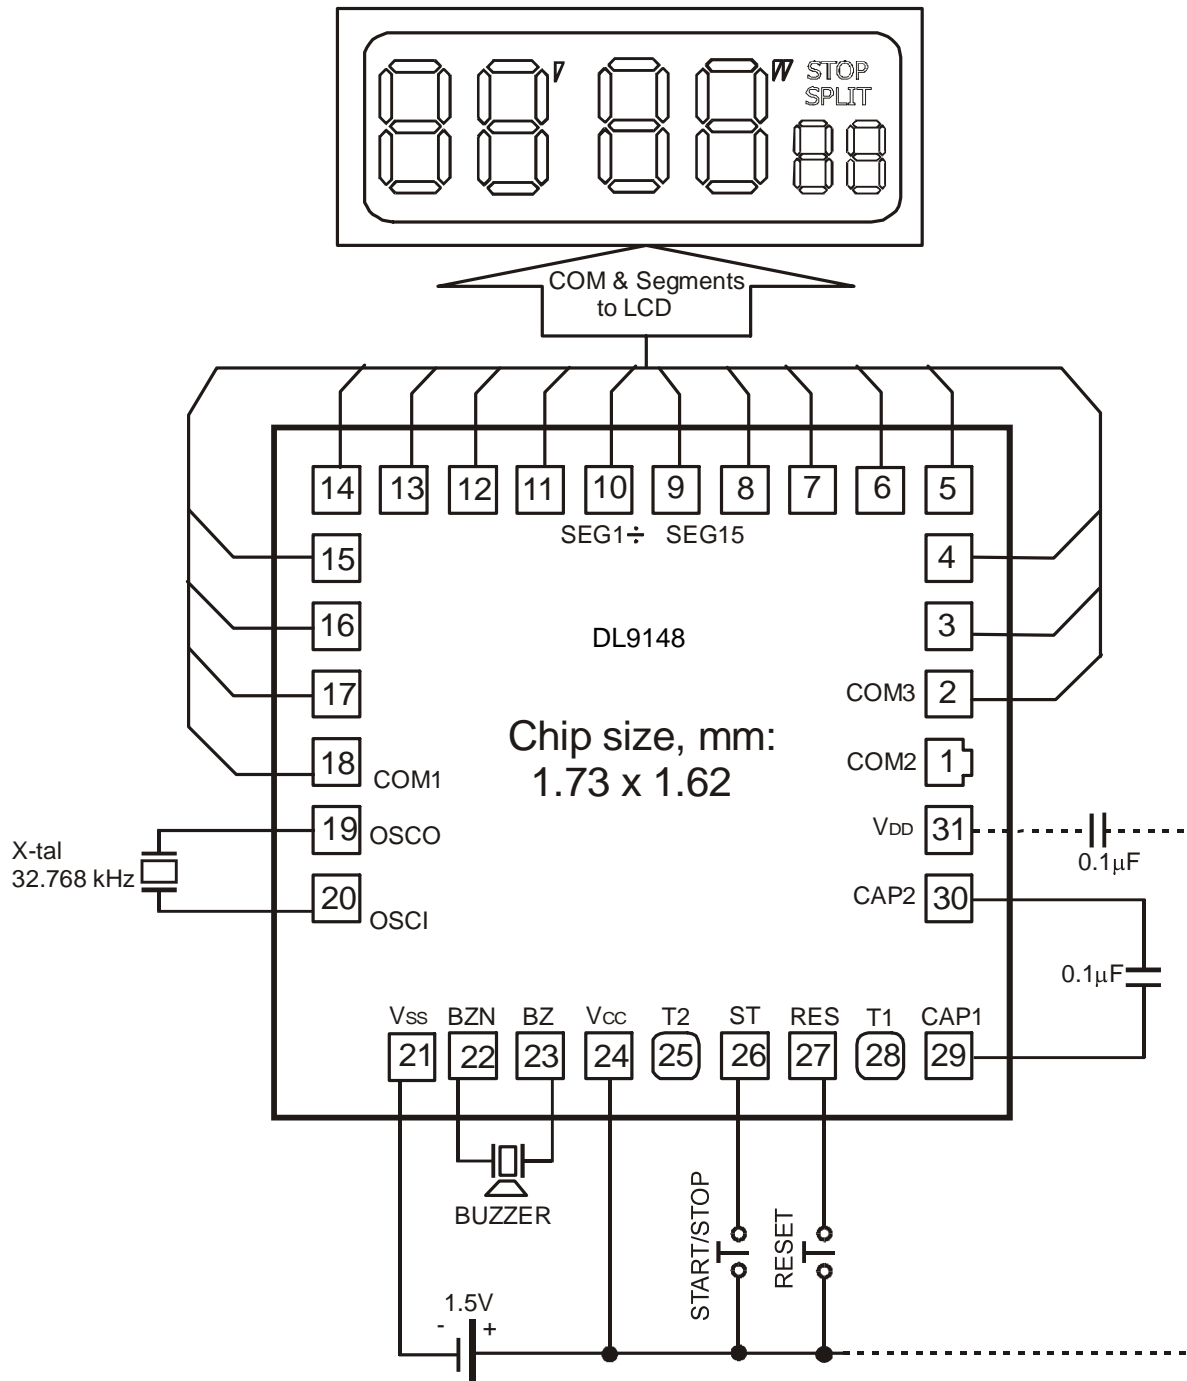 STOP
SPLIT
COM & Segments
to LCD
14 13 12 11 10 9 8 7 6 5
SEG1÷ SEG15
15
4
16
3
DL9148
17
COM3 2
Chip size, mm:
1.73 x 1.62
18 COM1
COM2 1
19 OSCO
VDD 31
0.1µF
X-tal
32.768 kHz
20 OSCI
CAP2 30
0.1µF
VSS BZN BZ VCC T2 ST RES T1 CAP1
21 22 23 24 25 26 27 28 29
BUZZER
START/STOP
RESET
1.5V
- +